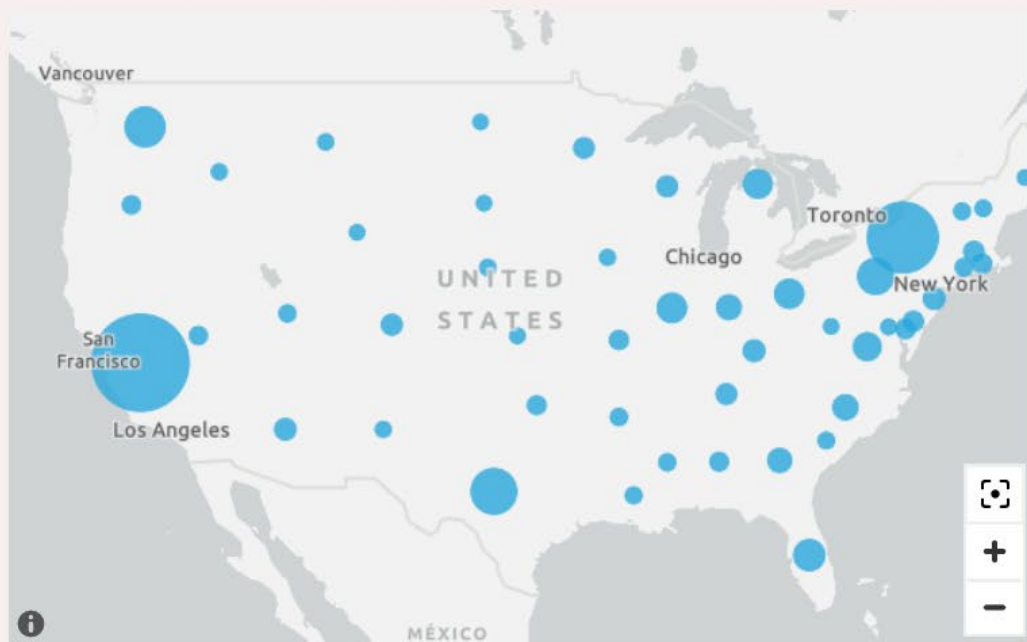 Vancouver
Toronto
Chicago
UNITED
STATES
New York
San
Francisco
Los Angeles
MÉXICO